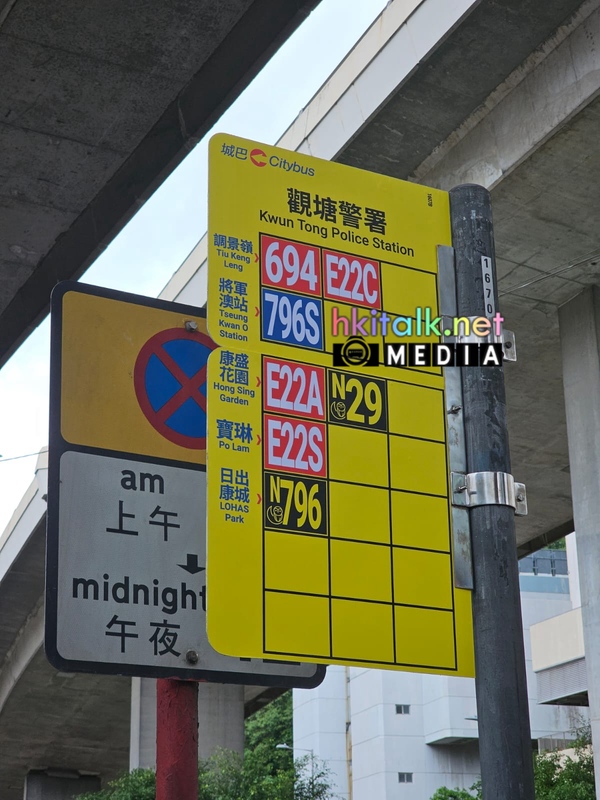 城巴 Citybus
觀塘警署
Kwun Tong Police Station
調景嶺
Tiu Keng
Leng
694 E22C
將軍
澳站
Tseung
Kwan O
Station
796S
hkitalk.net
MEDIA
康盛
花園
Hong Sing
Garden
E22A N29
寶琳
Po Lam
E22S
日出
康城
LOHAS
Park
N796
am
上午
midnight
午夜